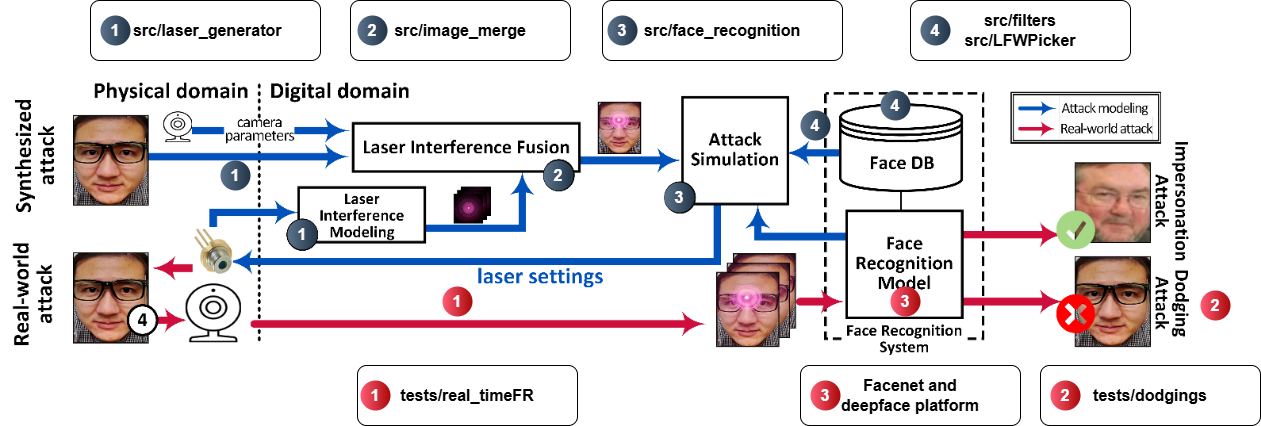 1 src/laser_generator
2 src/image_merge
3 src/face_recognition
4 src/filters
src/LFWPicker
Physical domain
Digital domain
Attack modeling
Real-world attack
Synthesized
attack
camera
parameters
1
Laser Interference Fusion
2
Attack
Simulation
3
4
4
Face DB
Impersonation
Attack
Laser
Interference
Modeling
1
Face
Recognition
Model
3
Real-world
attack
4
laser settings
1
Face Recognition
System
Dodging
Attack
2
1 tests/real_timeFR
3 Facenet and
deepface platform
2 tests/dodgings